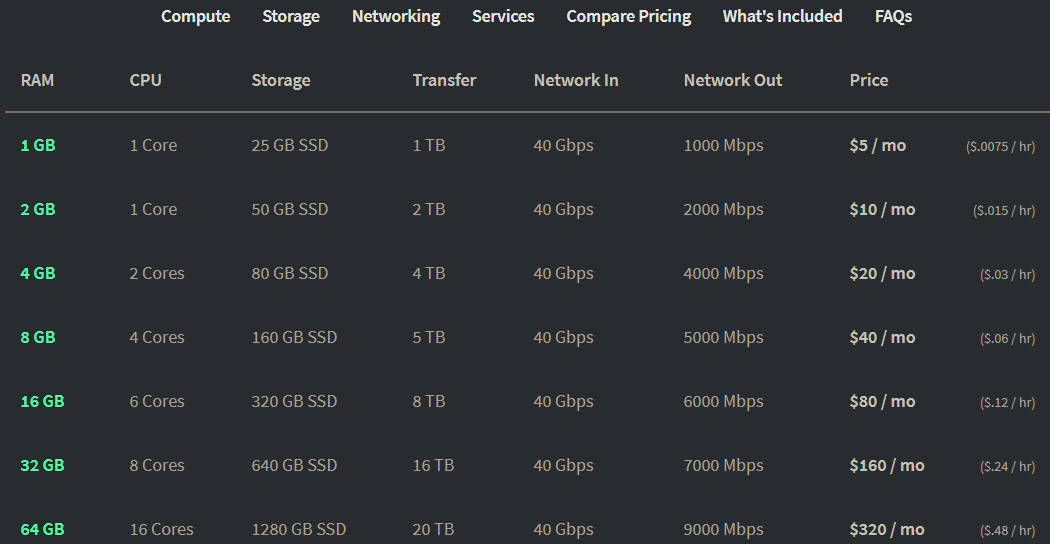 Compute Storage Networking Services Compare Pricing What's Included FAQs
RAM CPU Storage Transfer Network In Network Out Price
1 GB 1 Core 25 GB SSD 1 TB 40 Gbps 1000 Mbps $5 / mo ($.0075 / hr)
2 GB 1 Core 50 GB SSD 2 TB 40 Gbps 2000 Mbps $10 / mo ($.015 / hr)
4 GB 2 Cores 80 GB SSD 4 TB 40 Gbps 4000 Mbps $20 / mo ($.03 / hr)
8 GB 4 Cores 160 GB SSD 5 TB 40 Gbps 5000 Mbps $40 / mo ($.06 / hr)
16 GB 6 Cores 320 GB SSD 8 TB 40 Gbps 6000 Mbps $80 / mo ($.12 / hr)
32 GB 8 Cores 640 GB SSD 16 TB 40 Gbps 7000 Mbps $160 / mo ($.24 / hr)
64 GB 16 Cores 1280 GB SSD 20 TB 40 Gbps 9000 Mbps $320 / mo ($.48 / hr)